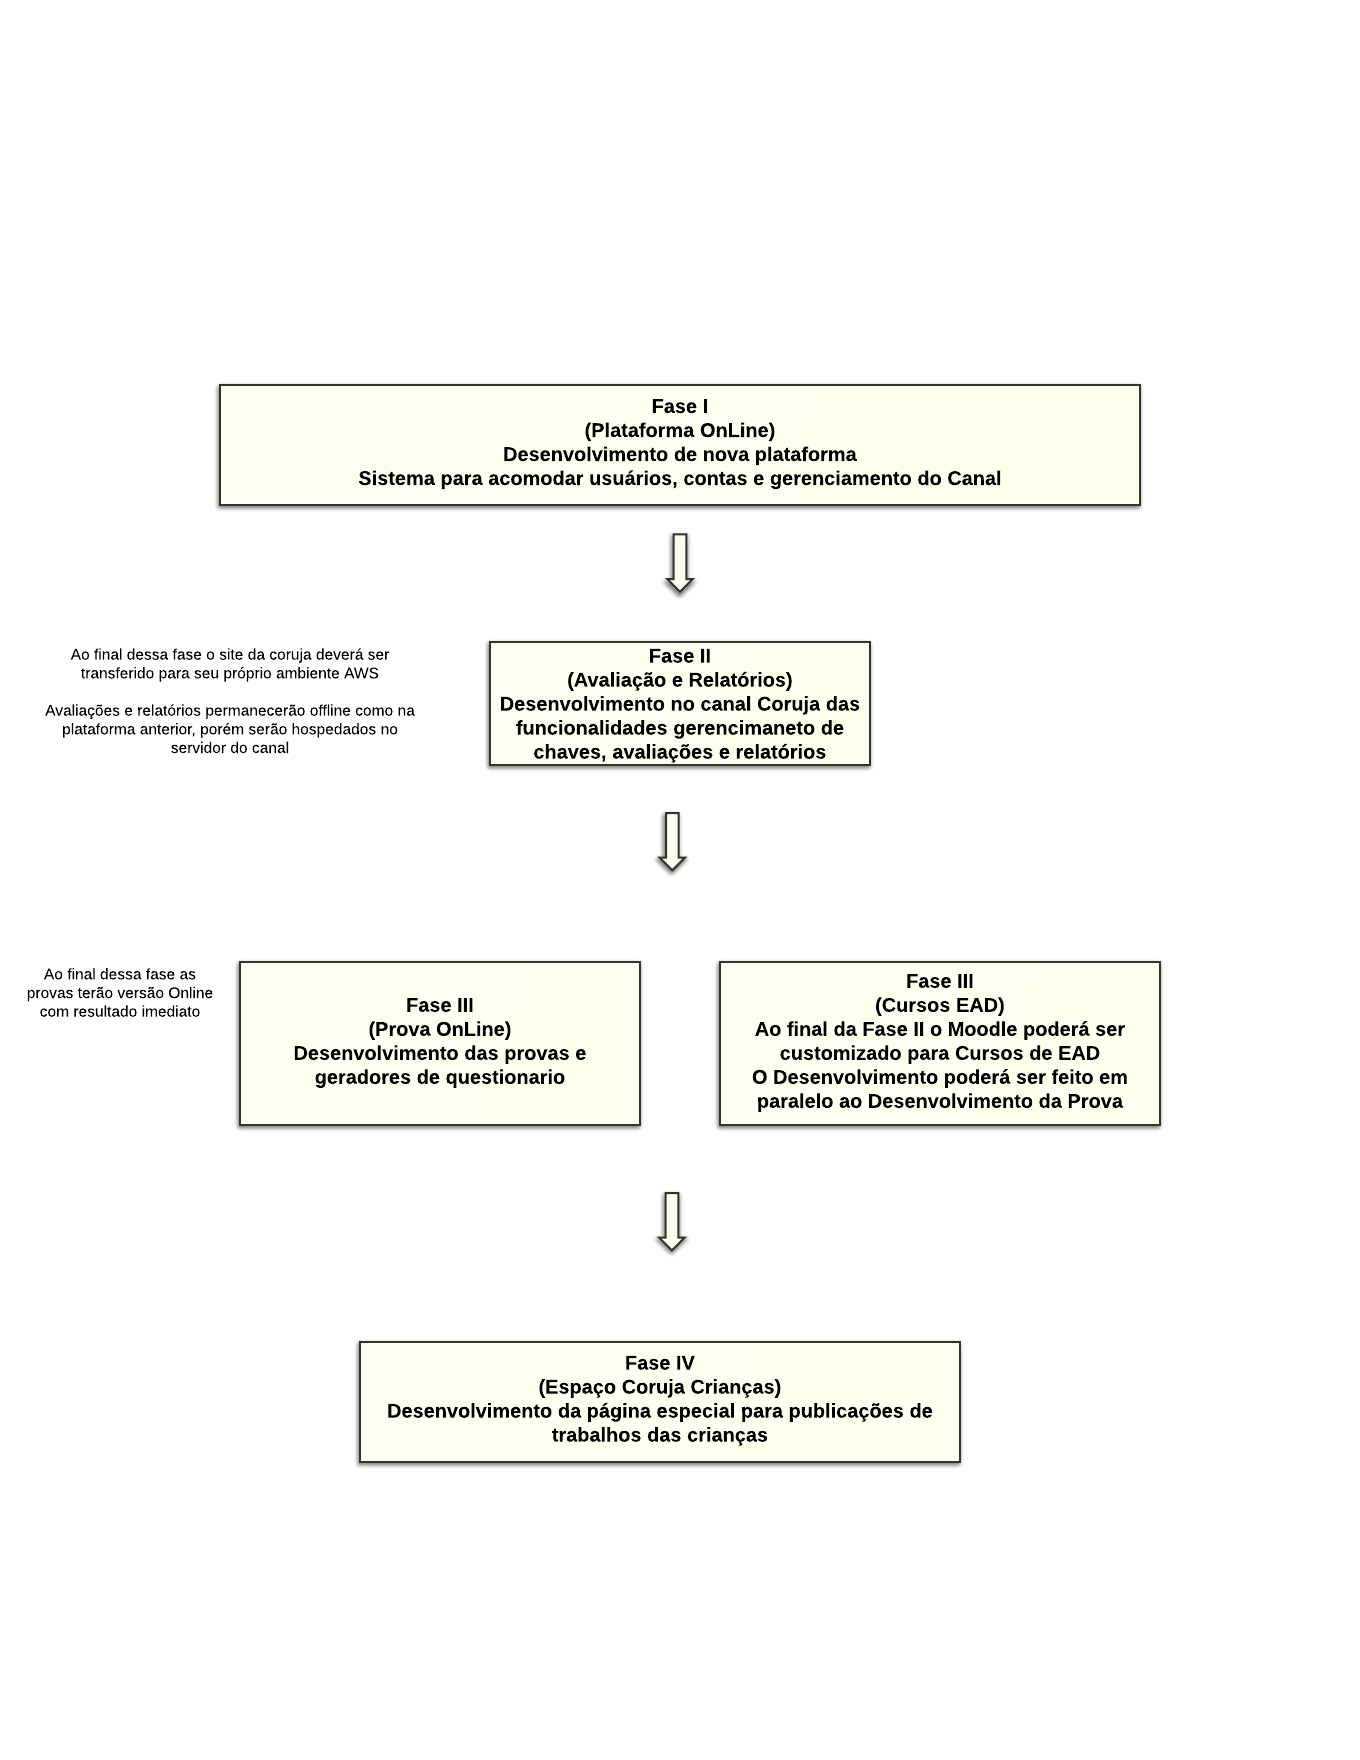 Fase I
(Plataforma OnLine)
Desenvolvimento de nova plataforma
Sistema para acomodar usuários, contas e gerenciamento do Canal
Ao final dessa fase o site da coruja deverá ser
transferido para seu próprio ambiente AWS
Avaliações e relatórios permanecerão offline como na
plataforma anterior, porém serão hospedados no
servidor do canal
Fase II
(Avaliação e Relatórios)
Desenvolvimento no canal Coruja das
funcionalidades gerencimaneto de
chaves, avaliações e relatórios
Ao final dessa fase as
provas terão versão Online
com resultado imediato
Fase III
(Prova OnLine)
Desenvolvimento das provas e
geradores de questionario
Fase III
(Cursos EAD)
Ao final da Fase II o Moodle poderá ser
customizado para Cursos de EAD
O Desenvolvimento poderá ser feito em
paralelo ao Desenvolvimento da Prova
Fase IV
(Espaço Coruja Crianças)
Desenvolvimento da página especial para publicações de
trabalhos das crianças